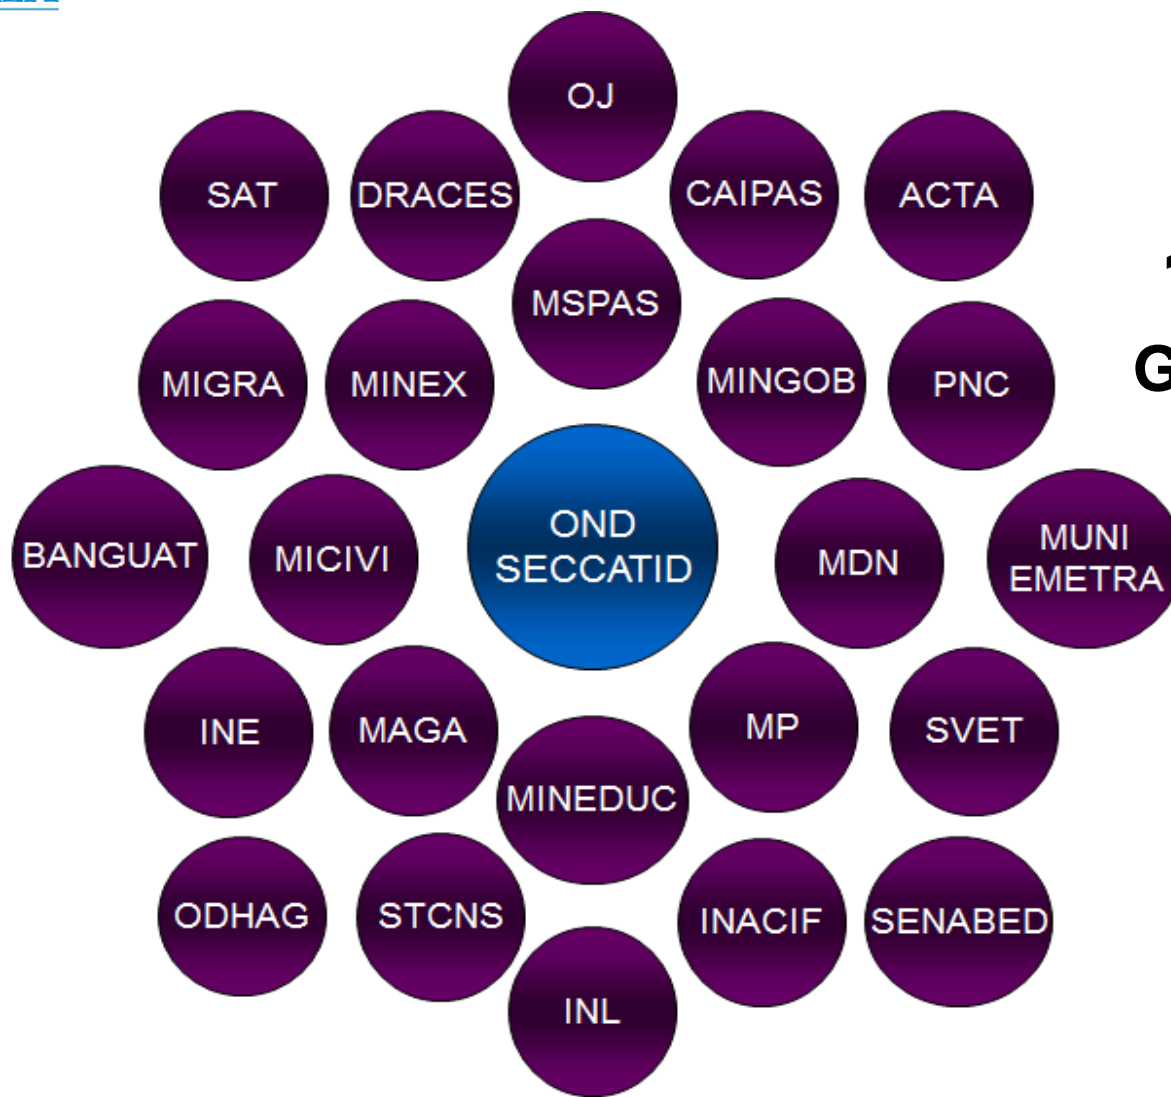 OJ
SAT
DRACES
CAIPAS
ACTA
MSPAS
MIGRA
MINEX
MINGOB
PNC
BANGUAT
MICIVI
OND
SECCATID
MDN
MUNI
EMETRA
INE
MAGA
MP
SVET
MINEDUC
ODHAG
STCNS
INACIF
SENABED
INL